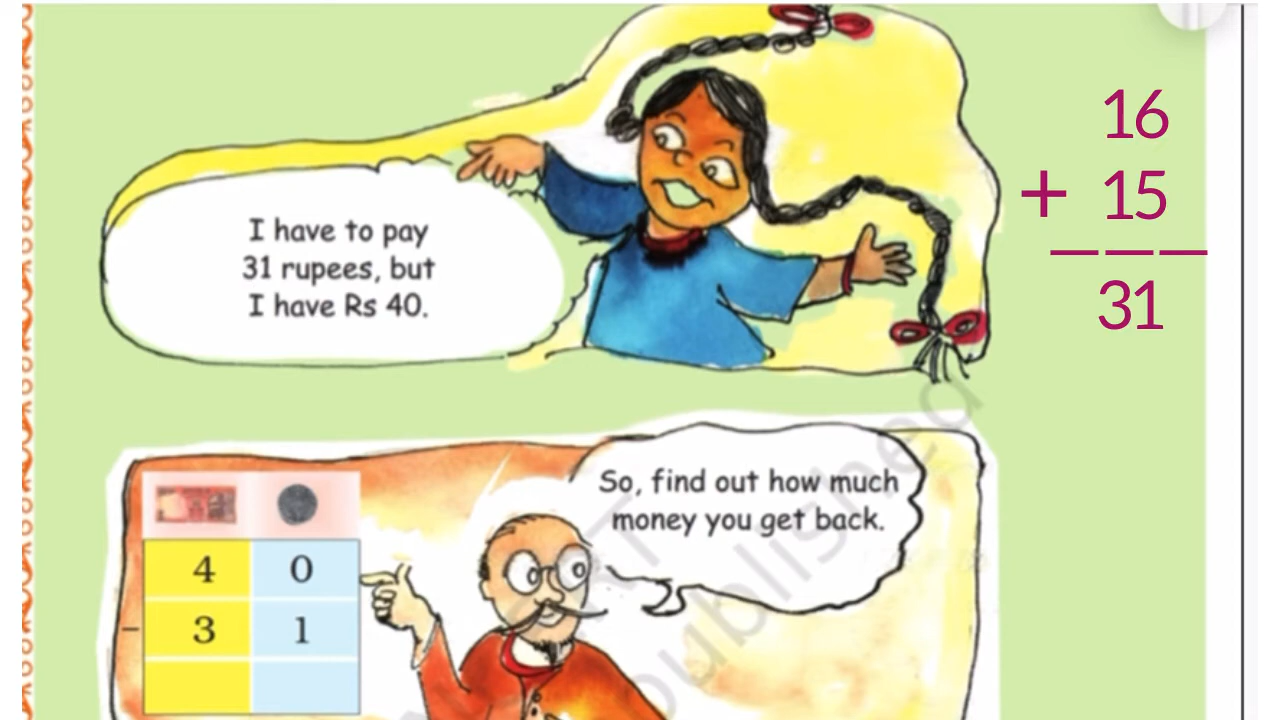 I have to pay
31 rupees, but
I have Rs 40.
16
+ 15
31
So, find out how much
money you get back.
4 0
- 3 1
published